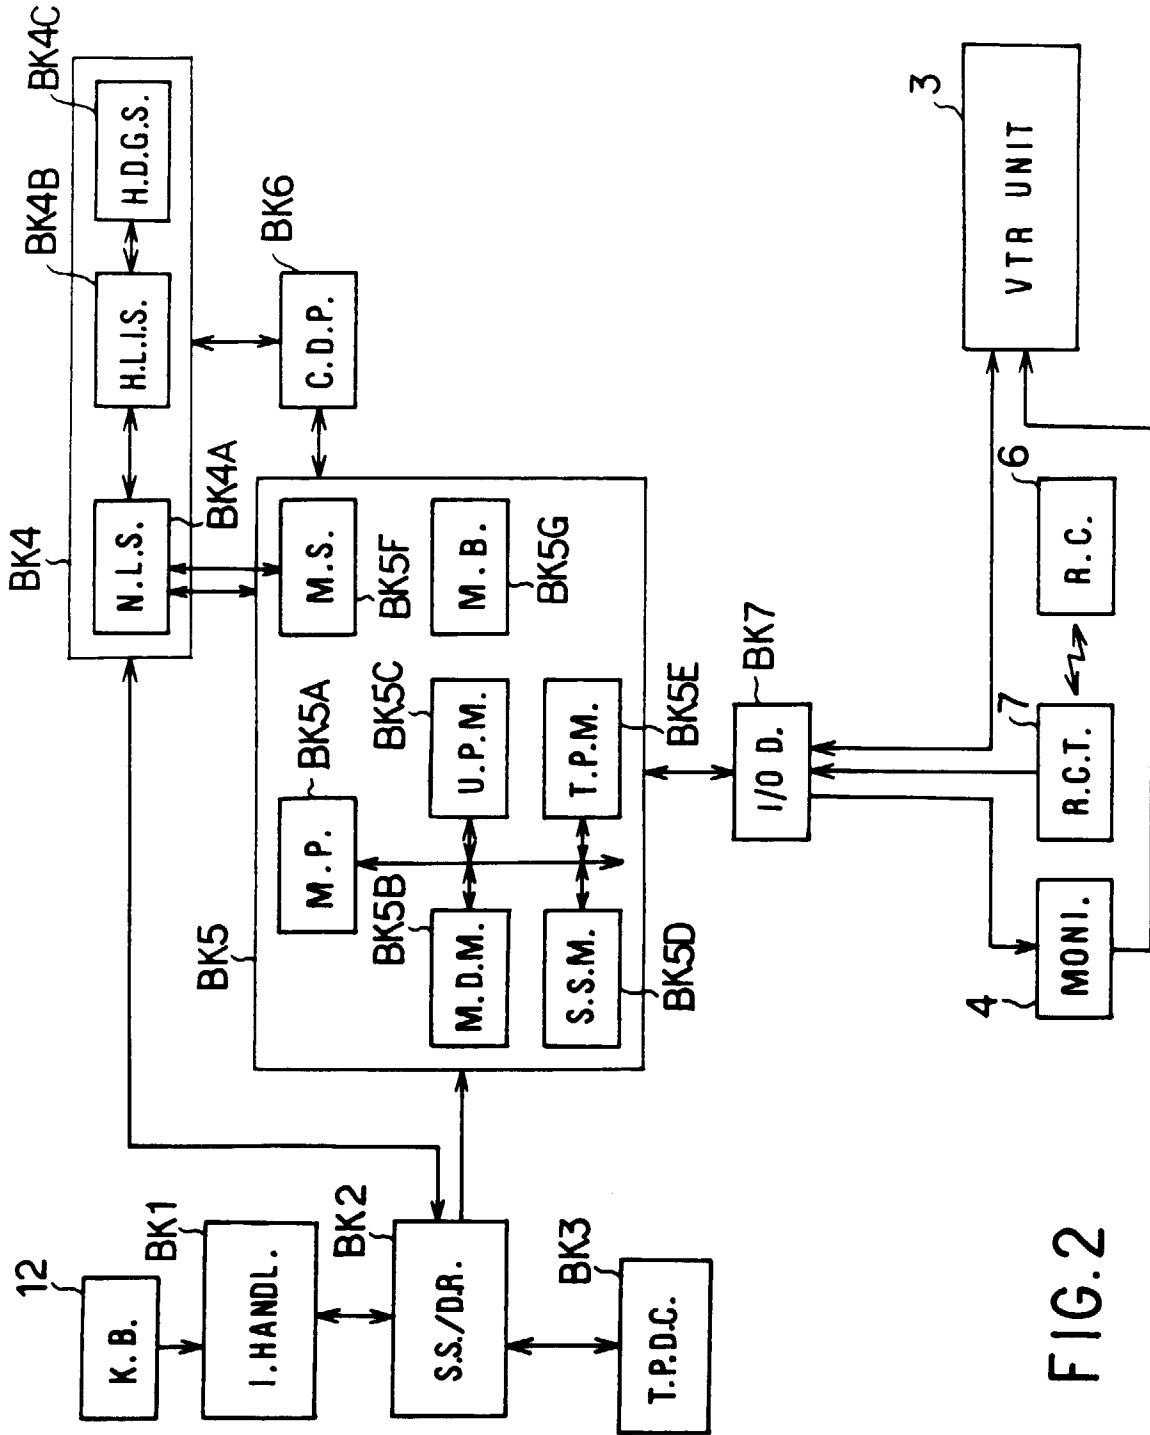 12
K.B.
BK1
I.HANDL.
BK2
S.S./D.R.
BK3
T.P.D.C.
BK4
N.L.S.
BK4A
H.L.I.S.
BK4B
H.D.G.S.
BK4C
BK5
M.P.
BK5A
M.D.M.
BK5B
U.P.M.
BK5C
S.S.M.
BK5D
T.P.M.
BK5E
M.S.
BK5F
M.B.
BK5G
C.D.P.
BK6
I/O D.
BK7
VTR UNIT
3
MONI.
4
R.C.T.
7
R.C.
6
FIG.2